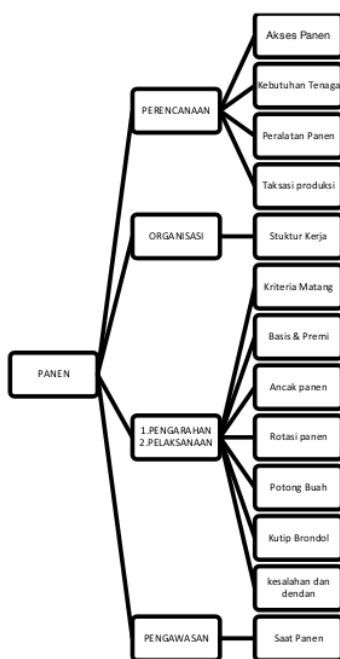 Akses Panen
Kebutuhan Tenaga
PERENCANAAN
Peralatan Panen
Taksasi produksi
ORGANISASI
Stuktur Kerja
Kriteria Matang
Basis & Premi
PANEN
Ancak panen
1.PENGARAHAN
2.PELAKSANAAN
Rotasi panen
Potong Buah
Kutip Brondol
kesalahan dan
dendan
PENGAWASAN
Saat Panen